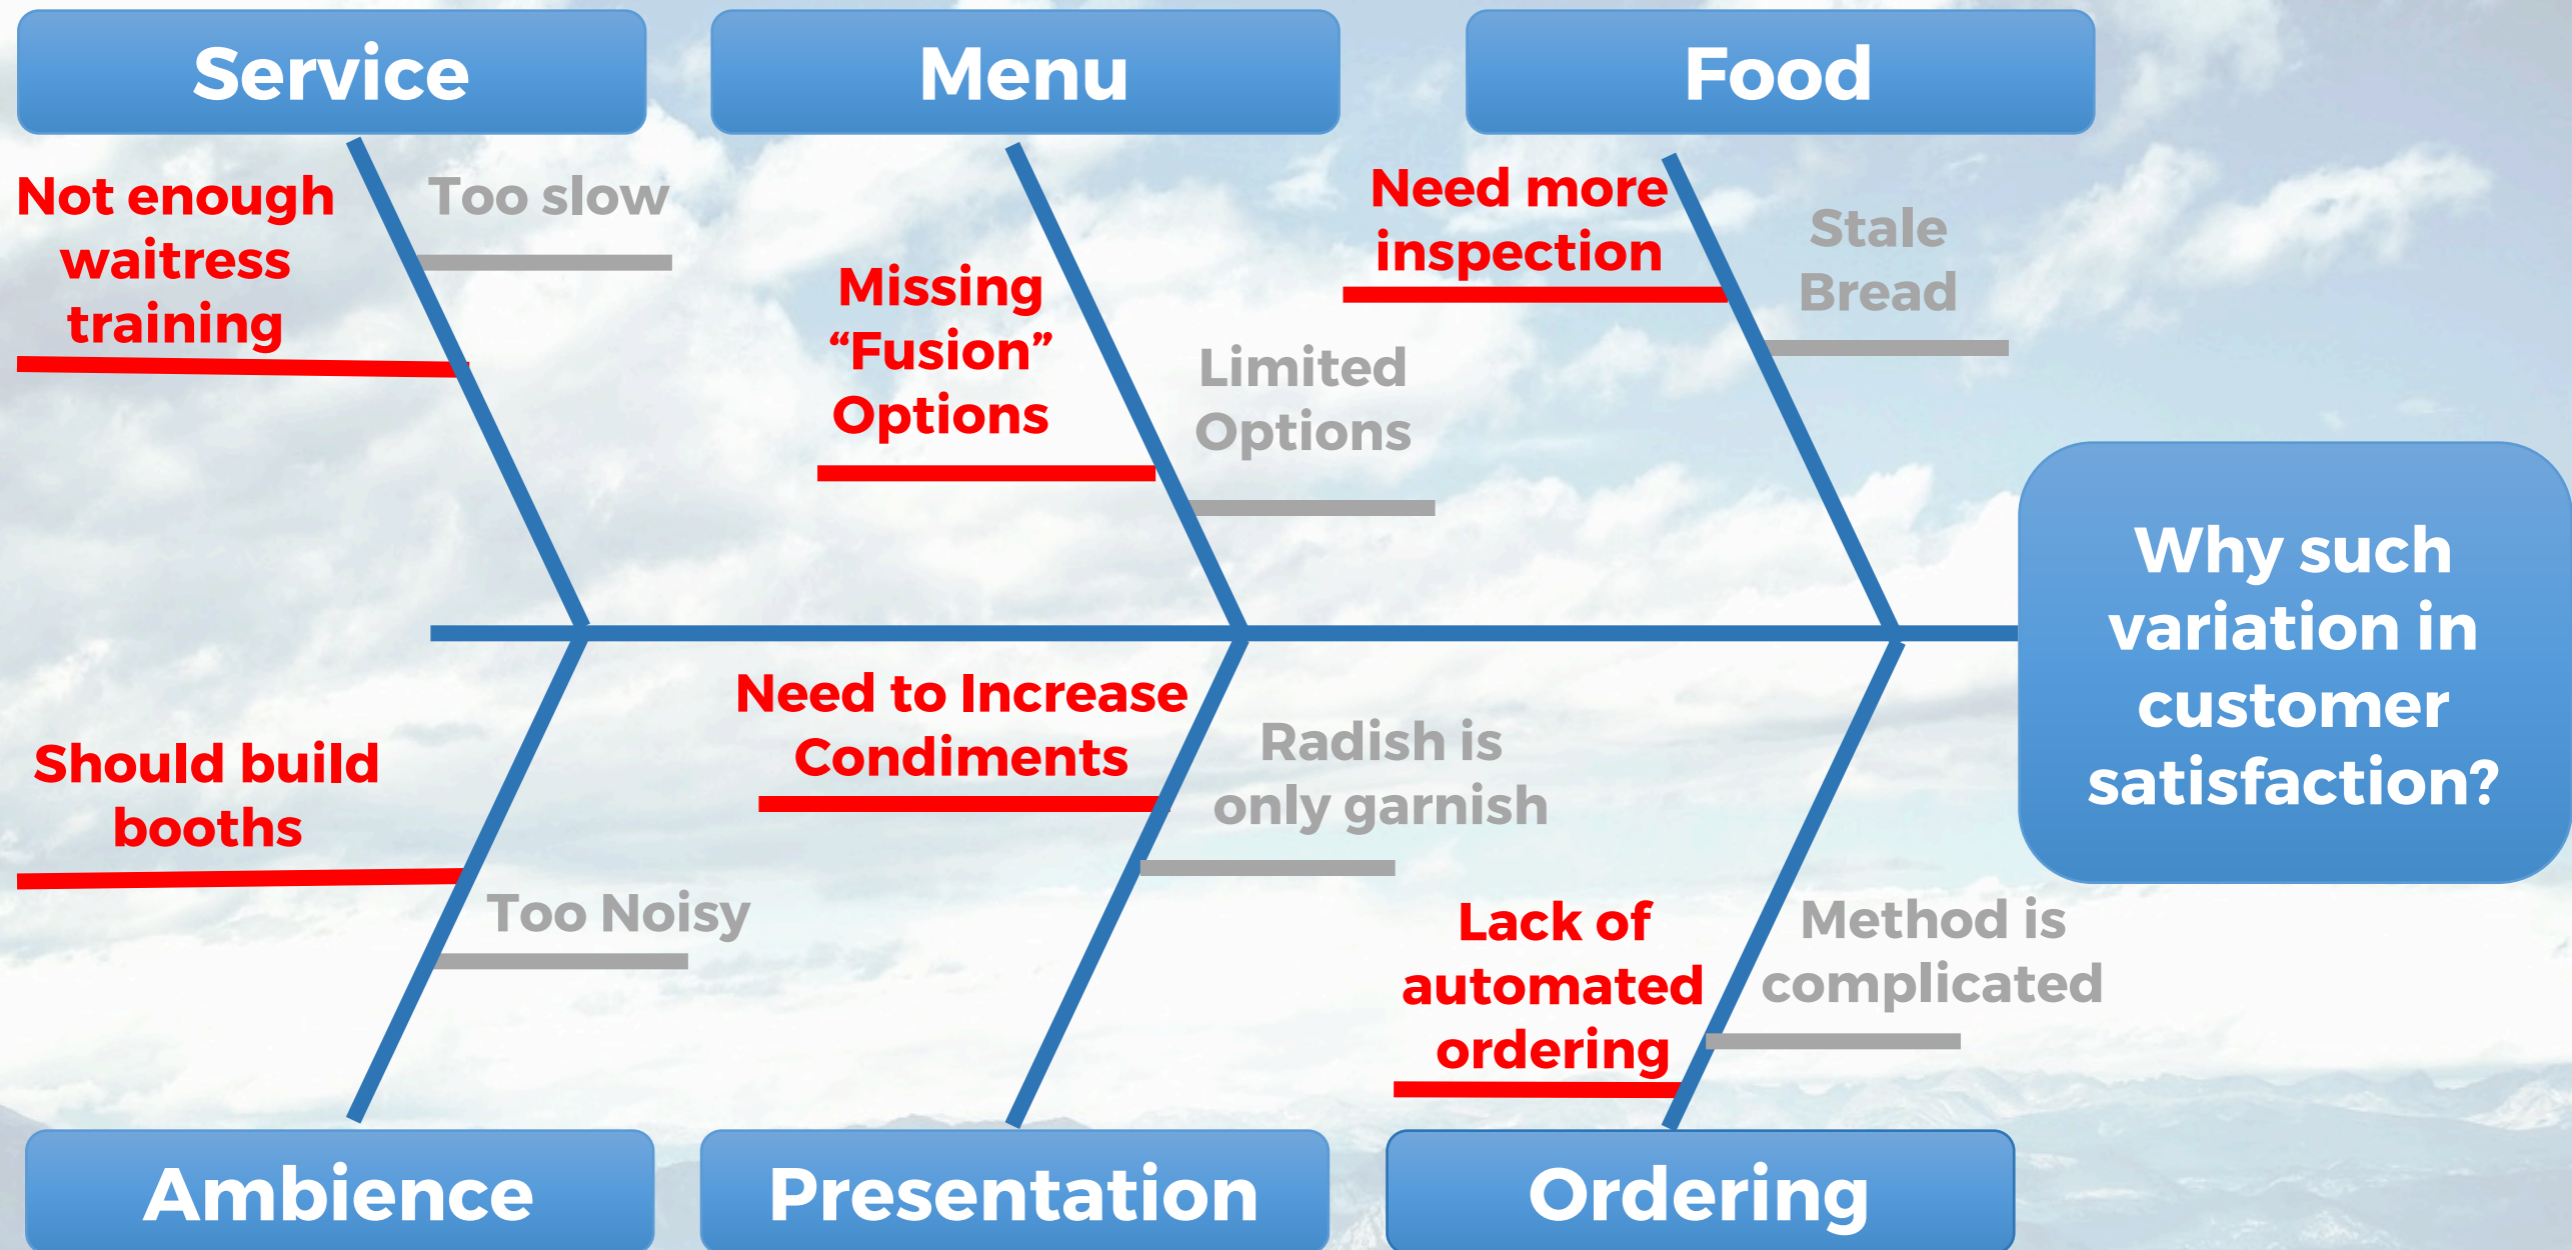 Service
Menu
Food
Not enough
waitress
training
Too slow
Missing
“Fusion”
Options
Limited
Options
Need more
inspection
Stale
Bread
Why such
variation in
customer
satisfaction?
Should build
booths
Too Noisy
Need to Increase
Condiments
Radish is
only garnish
Lack of
automated
ordering
Method is
complicated
Ambience
Presentation
Ordering